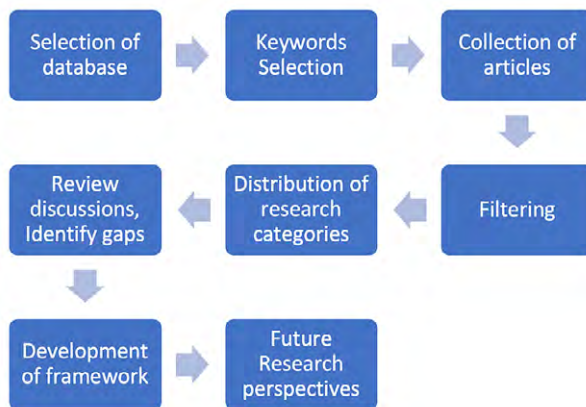 Selection of
database
Keywords
Selection
Collection of
articles
Filtering
Distribution of
research
categories
Review
discussions,
Identify gaps
Development
of framework
Future
Research
perspectives